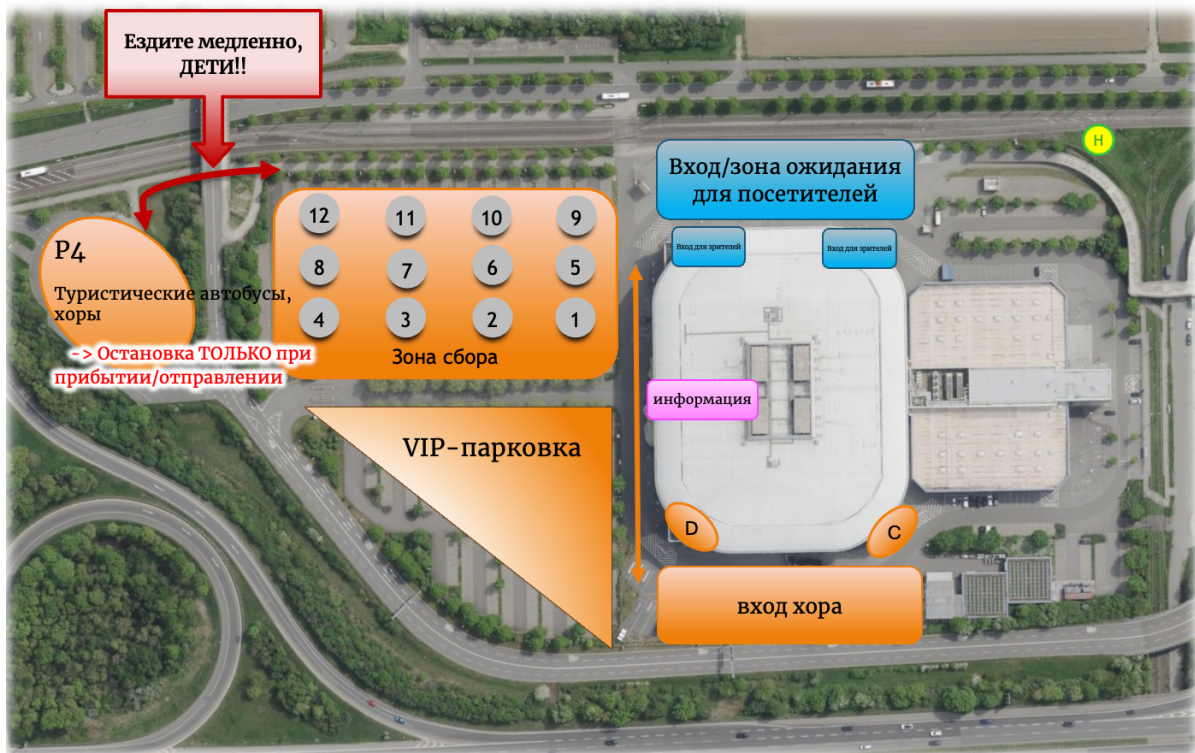 Ездите медленно,
ДЕТИ!!
H
Вход/зона ожидания
для посетителей
Вход для зрителей
Вход для зрителей
12
11
10
9
8
7
6
5
4
3
2
1
Зона сбора
P4
Туристические автобусы,
хоры
-> Остановка ТОЛЬКО при
прибытии/отправлении
информация
VIP-парковка
D
C
вход хора